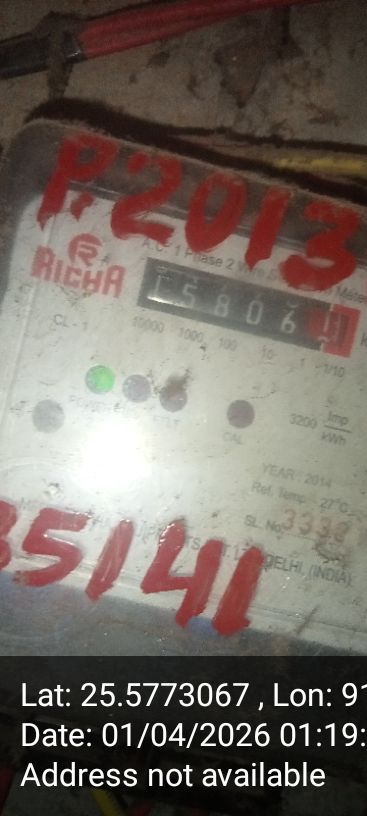 P.2013
RICHA
A.C- 1 Phase 2 Wire
15806
CL - 1
10000 1000 100 10 1 1/10
3200 Imp/kWh
CAL
YEAR : 2014
Ref. Temp. 27°C
SL. No.
35141
DELHI, (INDIA)
Lat: 25.5773067 , Lon: 91
Date: 01/04/2026 01:19:
Address not available